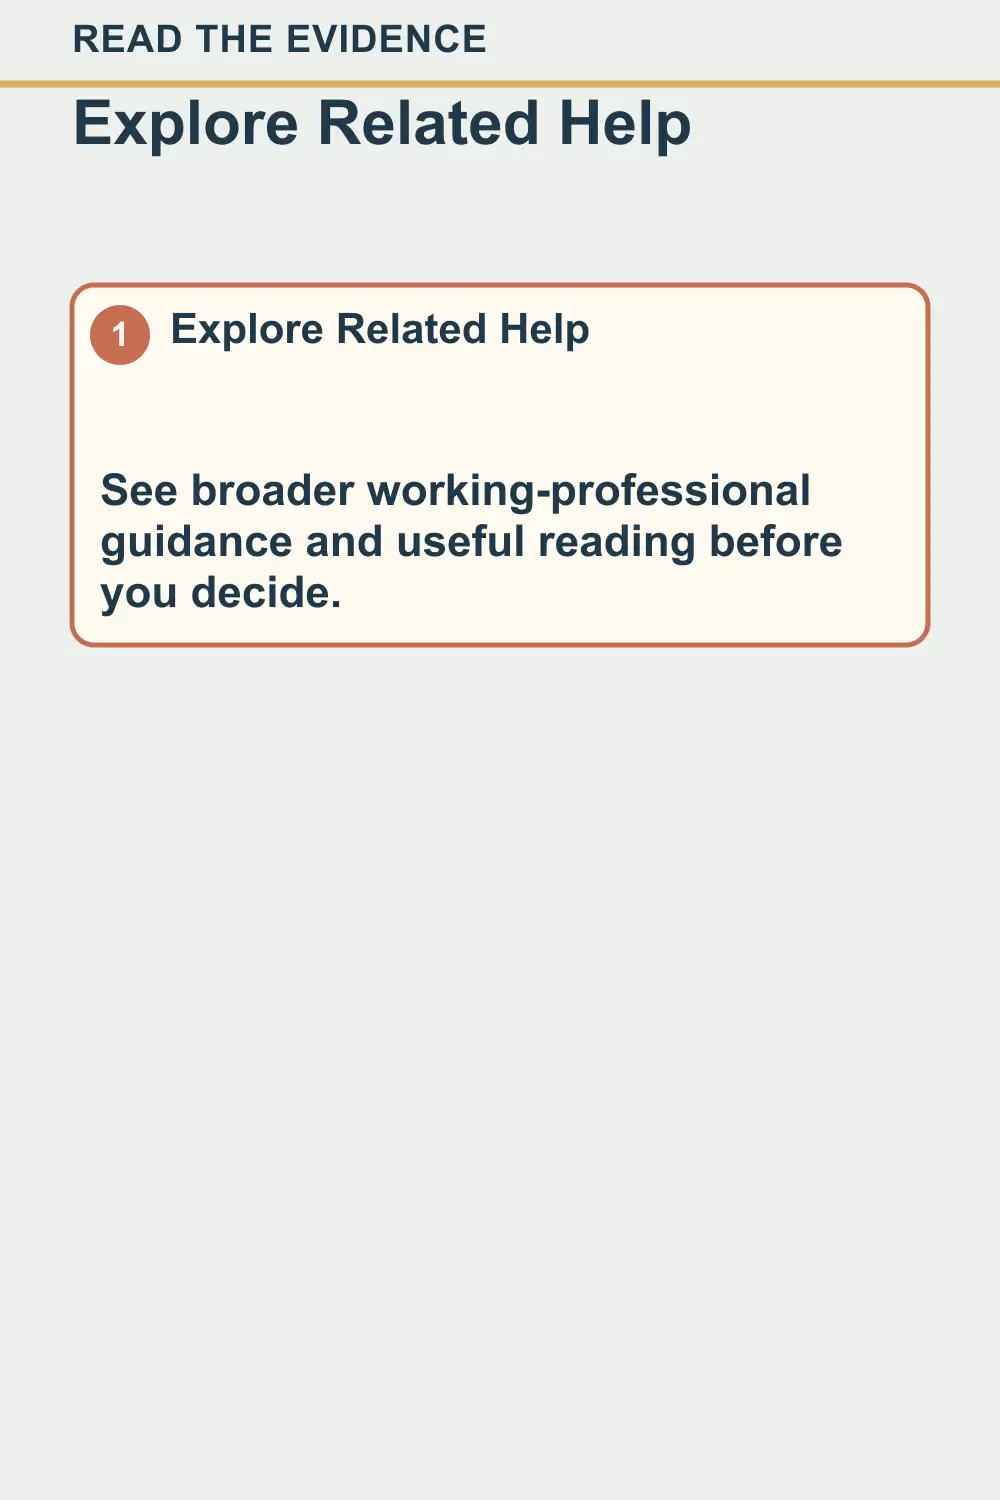 READ THE EVIDENCE
Explore Related Help
1 Explore Related Help
See broader working-professional
guidance and useful reading before
you decide.